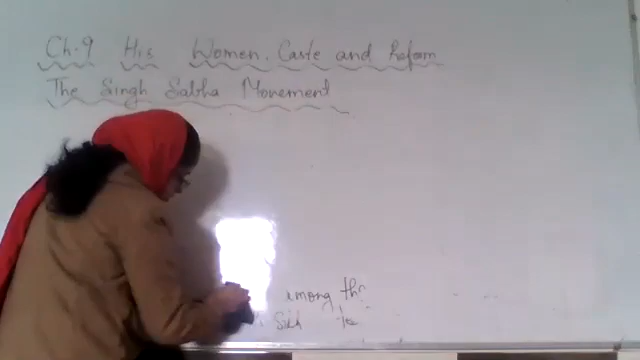 Ch.9 His Women, Caste and Reform
The Singh Sabha Movement
among the
Sikh